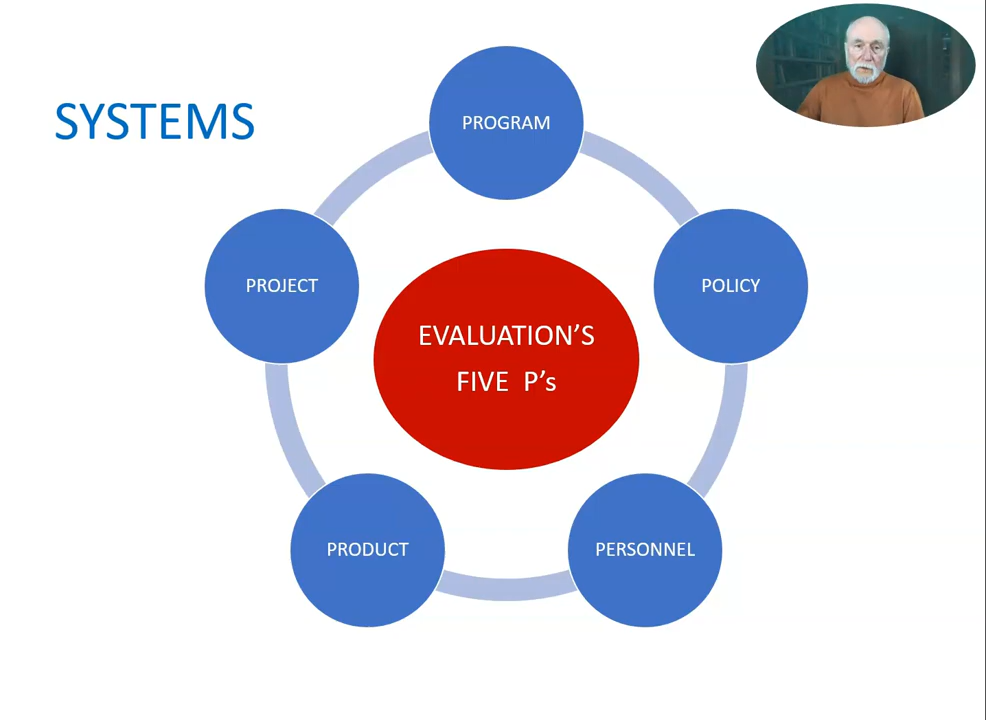 SYSTEMS
PROGRAM
PROJECT
POLICY
EVALUATION’S
FIVE P’s
PRODUCT
PERSONNEL